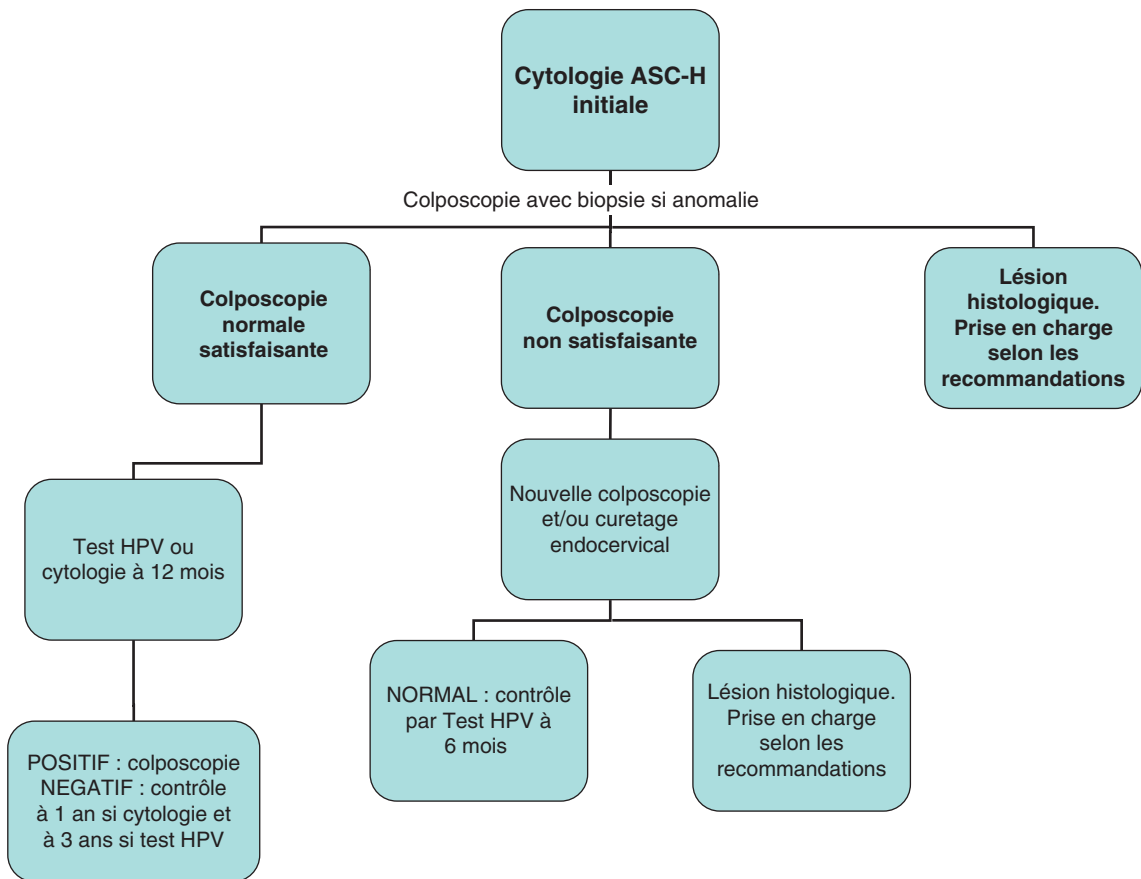 Cytologie ASC-H
initiale
Colposcopie avec biopsie si anomalie
Colposcopie
normale
satisfaisante
Colposcopie
non satisfaisante
Lésion
histologique.
Prise en charge
selon les
recommandations
Nouvelle colposcopie
et/ou curetage
endocervical
Test HPV ou
cytologie à 12 mois
NORMAL : contrôle
par Test HPV à
6 mois
Lésion histologique.
Prise en charge
selon les
recommandations
POSITIF : colposcopie
NEGATIF : contrôle
à 1 an si cytologie et
à 3 ans si test HPV